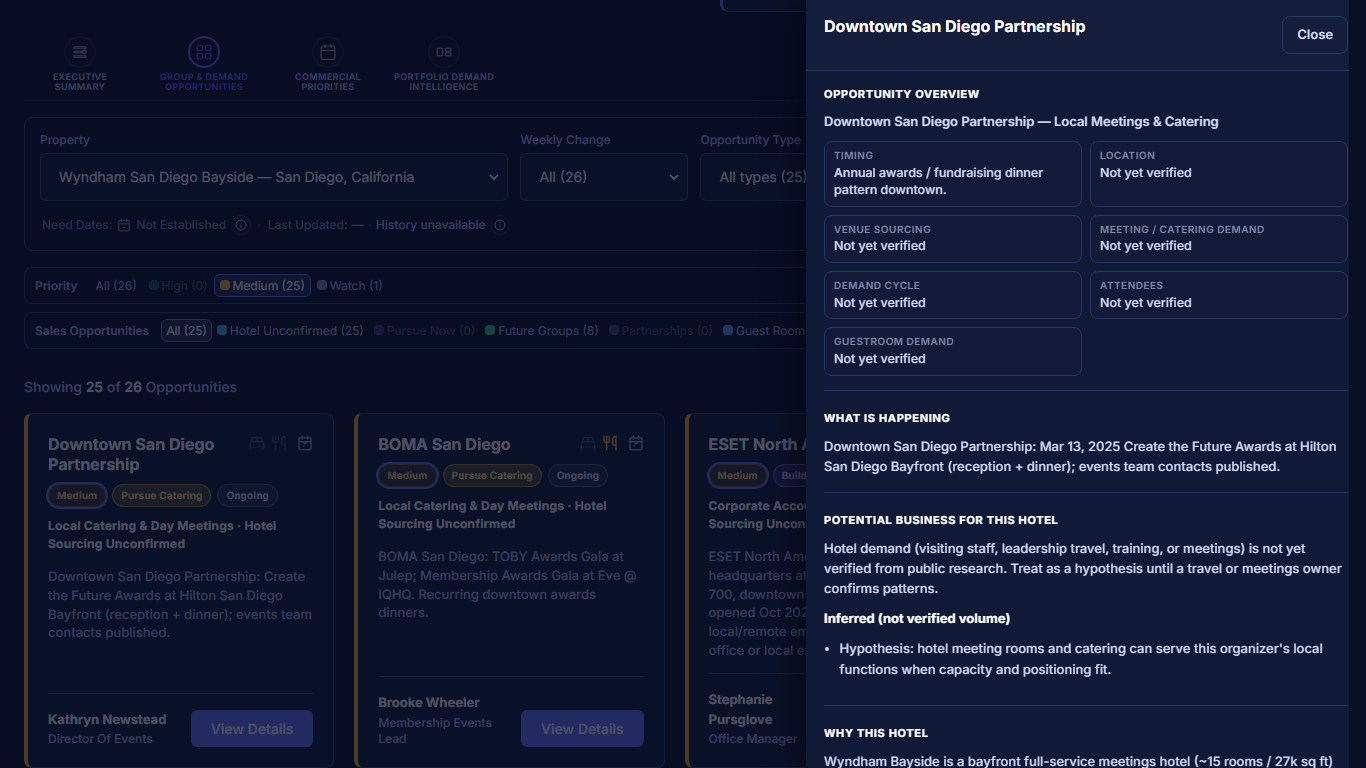 EXECUTIVE
SUMMARY
GROUP & DEMAND
OPPORTUNITIES
COMMERCIAL
PRIORITIES
PORTFOLIO DEMAND
INTELLIGENCE
Property
Wyndham San Diego Bayside — San Diego, California
Weekly Change
All (26)
Opportunity Type
All types (25)
Need Dates: Not Established · Last Updated: — History unavailable
Priority All (26) High (0) Medium (25) Watch (1)
Sales Opportunities All (25) Hotel Unconfirmed (25) Pursue Now (0) Future Groups (8) Partnerships (0) Guest Room
Showing 25 of 26 Opportunities
Downtown San Diego
Partnership
Medium Pursue Catering Ongoing
Local Catering & Day Meetings · Hotel
Sourcing Unconfirmed
Downtown San Diego Partnership: Create
the Future Awards at Hilton San Diego
Bayfront (reception + dinner); events team
contacts published.
Kathryn Newstead
Director Of Events
View Details
BOMA San Diego
Medium Pursue Catering Ongoing
Local Catering & Day Meetings · Hotel
Sourcing Unconfirmed
BOMA San Diego: TOBY Awards Gala at
Julep; Membership Awards Gala at Eve @
IQHQ. Recurring downtown awards
dinners.
Brooke Wheeler
Membership Events
Lead
View Details
ESET North A
Medium Build
Corporate Accou
Sourcing Uncon
ESET North Ame
headquarters at
700, downtown
opened Oct 202
local/remote em
office or local e
Stephanie
Pursglove
Office Manager
Downtown San Diego Partnership
Close
OPPORTUNITY OVERVIEW
Downtown San Diego Partnership — Local Meetings & Catering
TIMING
Annual awards / fundraising dinner
pattern downtown.
LOCATION
Not yet verified
VENUE SOURCING
Not yet verified
MEETING / CATERING DEMAND
Not yet verified
DEMAND CYCLE
Not yet verified
ATTENDEES
Not yet verified
GUESTROOM DEMAND
Not yet verified
WHAT IS HAPPENING
Downtown San Diego Partnership: Mar 13, 2025 Create the Future Awards at Hilton
San Diego Bayfront (reception + dinner); events team contacts published.
POTENTIAL BUSINESS FOR THIS HOTEL
Hotel demand (visiting staff, leadership travel, training, or meetings) is not yet
verified from public research. Treat as a hypothesis until a travel or meetings owner
confirms patterns.
Inferred (not verified volume)
• Hypothesis: hotel meeting rooms and catering can serve this organizer's local
functions when capacity and positioning fit.
WHY THIS HOTEL
Wyndham Bayside is a bayfront full-service meetings hotel (~15 rooms / 27k sq ft)